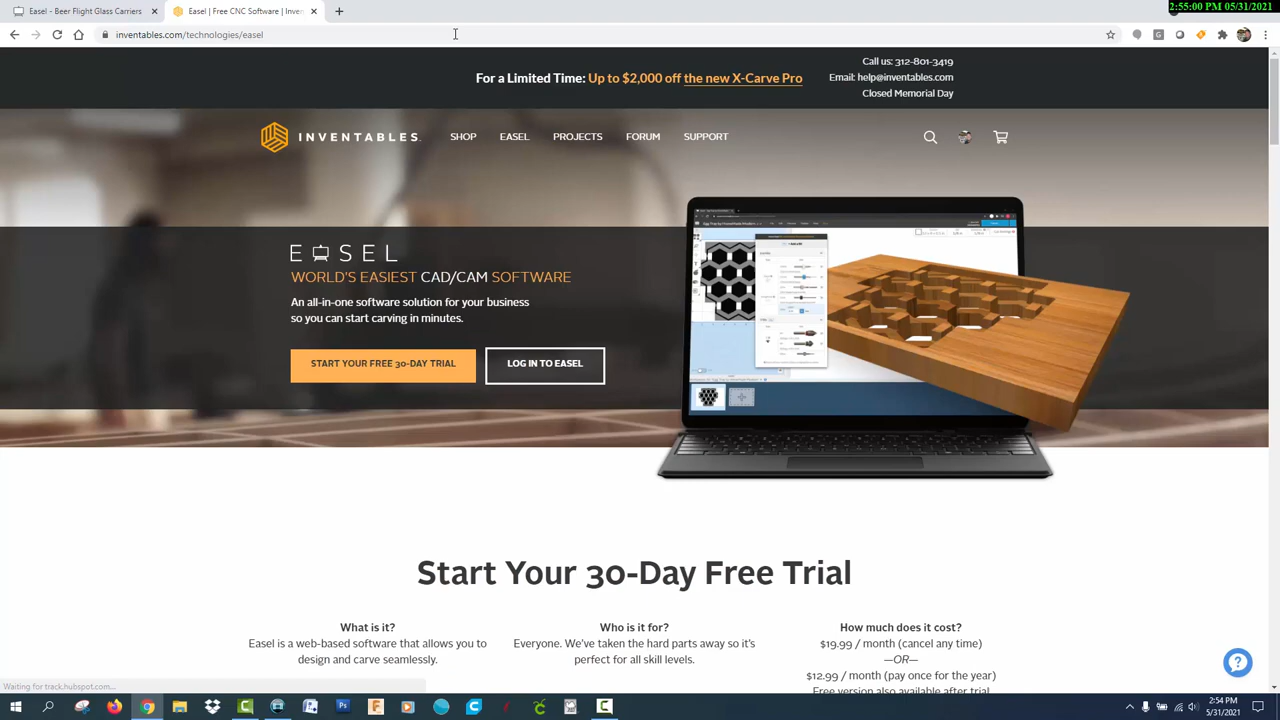 2:55:00 PM 05/31/2021
Easel - Beer Flight Glass Carriers
Easel | Free CNC Software | Inven
inventables.com/technologies/easel
For a Limited Time: Up to $2,000 off the new X-Carve Pro
Call us: 312-801-3419
Email: help@inventables.com
Closed Memorial Day
INVENTABLES
SHOP
EASEL
PROJECTS
FORUM
SUPPORT
EASEL
WORLD'S EASIEST CAD/CAM SOFTWARE
An all-in-one software solution for your business
so you can start carving in minutes.
START YOUR FREE 30-DAY TRIAL
LOG IN TO EASEL
Start Your 30-Day Free Trial
What is it?
Easel is a web-based software that allows you to
design and carve seamlessly.
Who is it for?
Everyone. We've taken the hard parts away so it's
perfect for all skill levels.
How much does it cost?
$19.99 / month (cancel any time)
—OR—
$12.99 / month (pay once for the year)
Free version also available after trial
Waiting for track.hubspot.com...
2:54 PM
5/31/2021